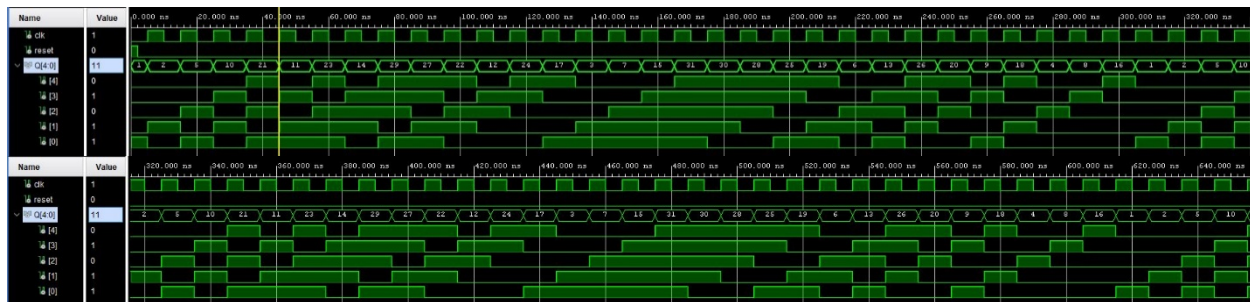 Name Value 0.000 ns 20.000 ns 40.000 ns 60.000 ns 80.000 ns 100.000 ns 120.000 ns 140.000 ns 160.000 ns 180.000 ns 200.000 ns 220.000 ns 240.000 ns 260.000 ns 280.000 ns 300.000 ns 320.000 ns
clk 1
reset 0
Q[4:0] 11 1 2 5 10 21 11 23 14 29 27 22 12 24 17 3 7 15 31 30 28 25 19 6 13 26 20 9 18 4 8 16 1 2 5 10
[4] 0
[3] 1
[2] 0
[1] 1
[0] 1
Name Value 320.000 ns 340.000 ns 360.000 ns 380.000 ns 400.000 ns 420.000 ns 440.000 ns 460.000 ns 480.000 ns 500.000 ns 520.000 ns 540.000 ns 560.000 ns 580.000 ns 600.000 ns 620.000 ns 640.000 ns
clk 1
reset 0
Q[4:0] 11 2 5 10 21 11 23 14 29 27 22 12 24 17 3 7 15 31 30 28 25 19 6 13 26 20 9 18 4 8 16 1 2 5 10
[4] 0
[3] 1
[2] 0
[1] 1
[0] 1